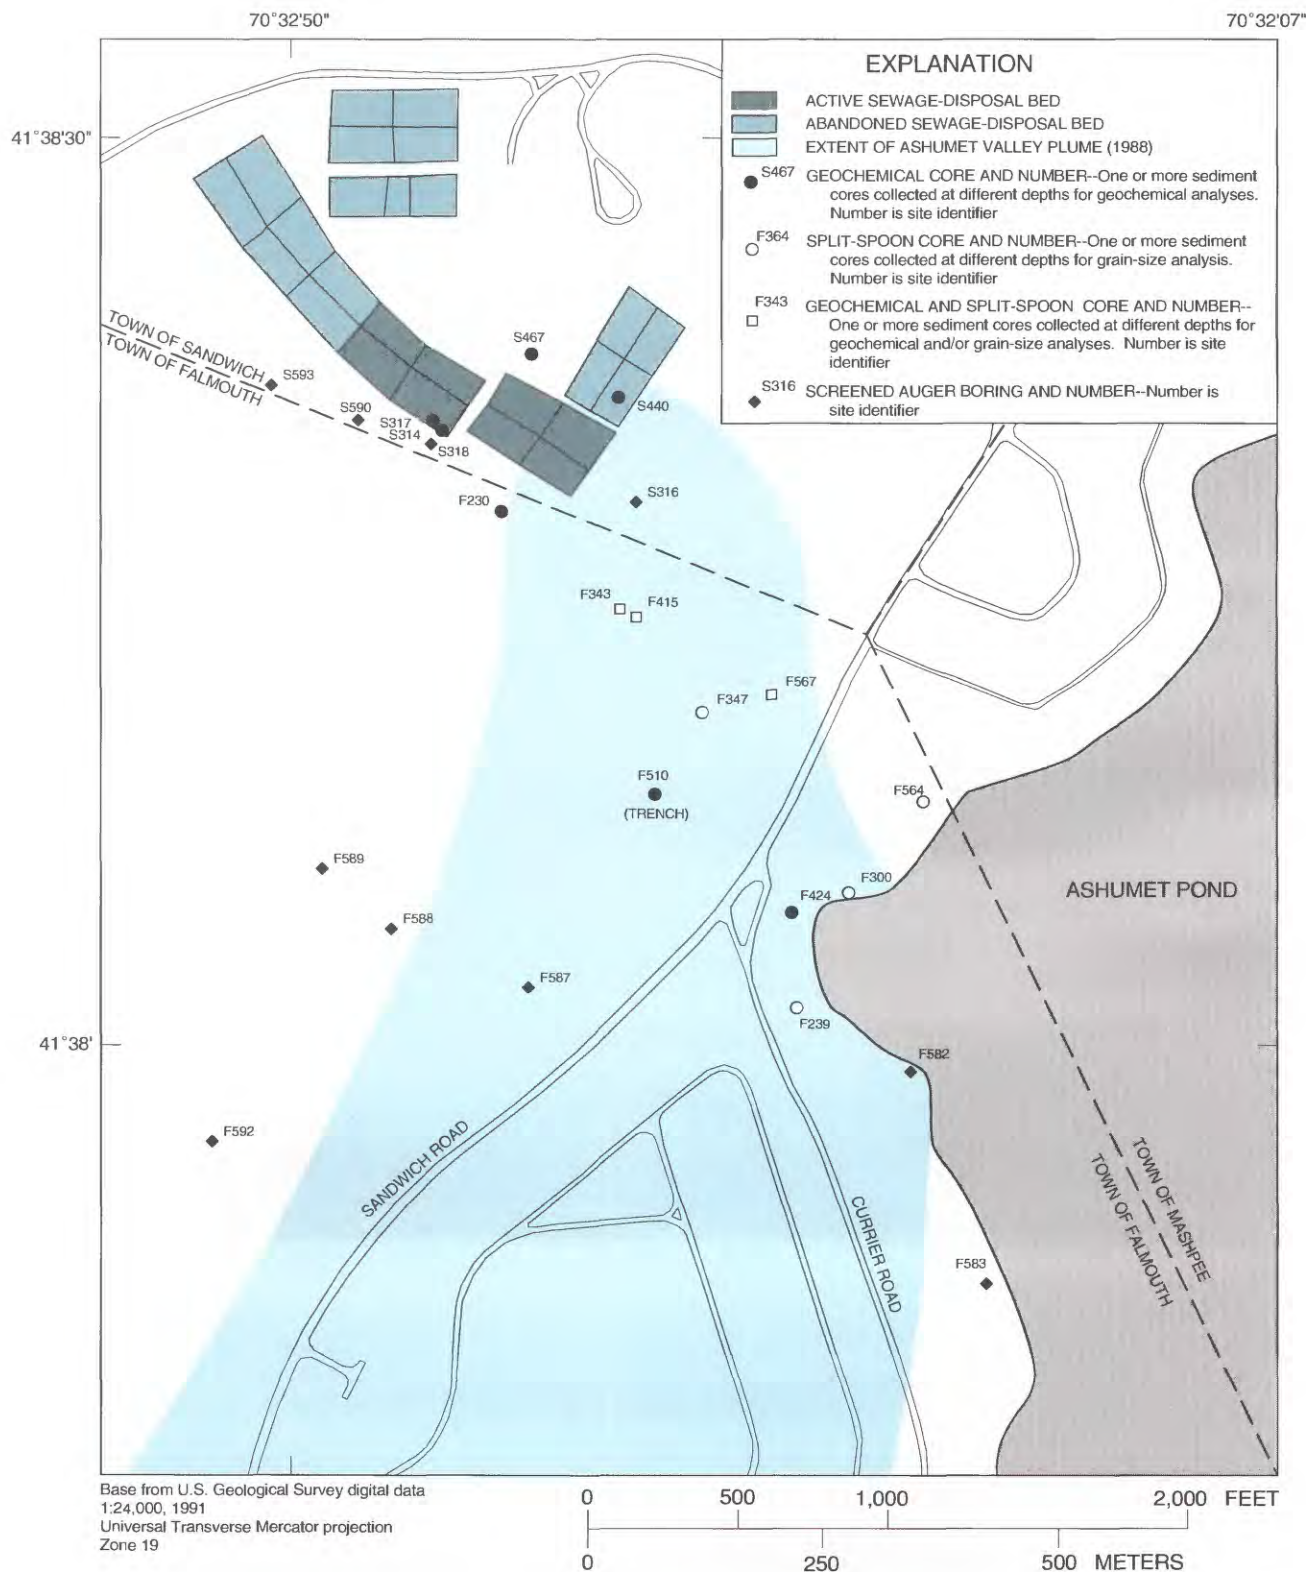 70°32'50"
70°32'07"
41°38'30"
EXPLANATION
ACTIVE SEWAGE-DISPOSAL BED
ABANDONED SEWAGE-DISPOSAL BED
EXTENT OF ASHUMET VALLEY PLUME (1988)
S467
GEOCHEMICAL CORE AND NUMBER--One or more sediment
cores collected at different depths for geochemical analyses.
Number is site identifier
F364
SPLIT-SPOON CORE AND NUMBER--One or more sediment
cores collected at different depths for grain-size analysis.
Number is site identifier
F343
GEOCHEMICAL AND SPLIT-SPOON CORE AND NUMBER--
One or more sediment cores collected at different depths for
geochemical and/or grain-size analyses. Number is site
identifier
S316
SCREENED AUGER BORING AND NUMBER--Number is
site identifier
TOWN OF SANDWICH
TOWN OF FALMOUTH
S467
S593
S440
S590
S317
S314
S318
F230
S316
F343
F415
F567
F347
F510
(TRENCH)
F564
F589
F300
ASHUMET POND
F424
F588
F587
F239
41°38'
F582
F592
SANDWICH ROAD
CURRIER ROAD
TOWN OF MASHPEE
TOWN OF FALMOUTH
F583
Base from U.S. Geological Survey digital data
1:24,000, 1991
Universal Transverse Mercator projection
Zone 19
0 500 1,000 2,000 FEET
0 250 500 METERS